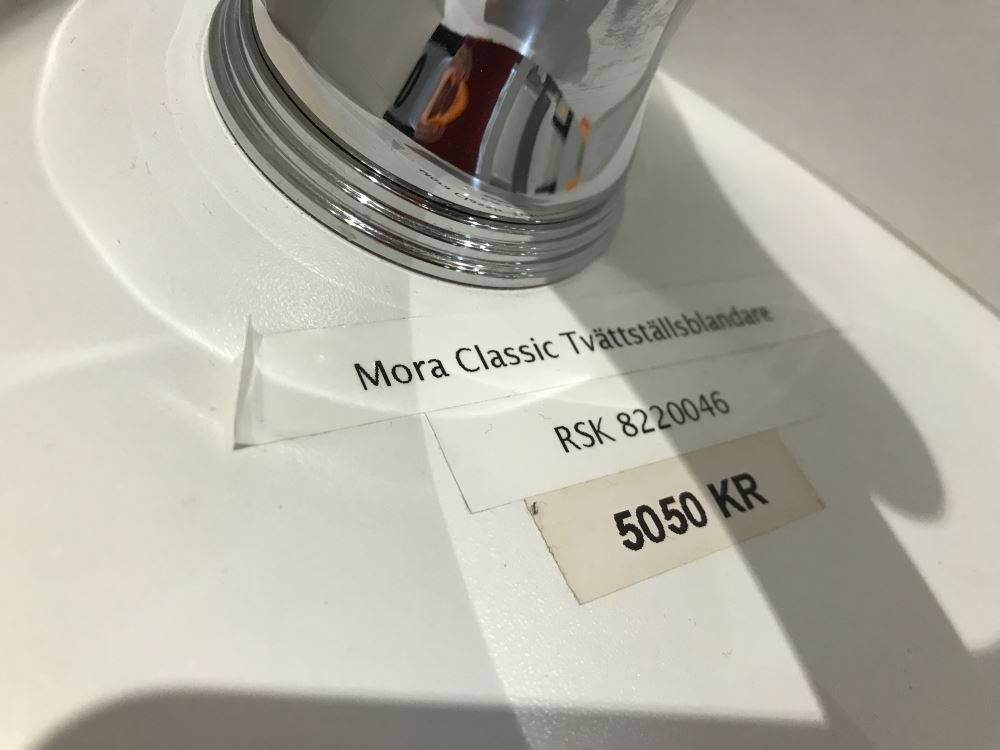 Mora Classic Tvättställsblandare
RSK 8220046
5050 KR